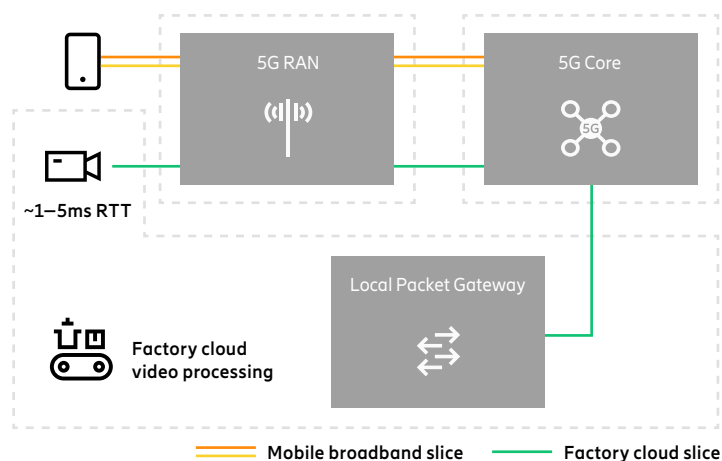 5G RAN
5G Core
5G
~1–5ms RTT
Local Packet Gateway
Factory cloud
video processing
Mobile broadband slice
Factory cloud slice